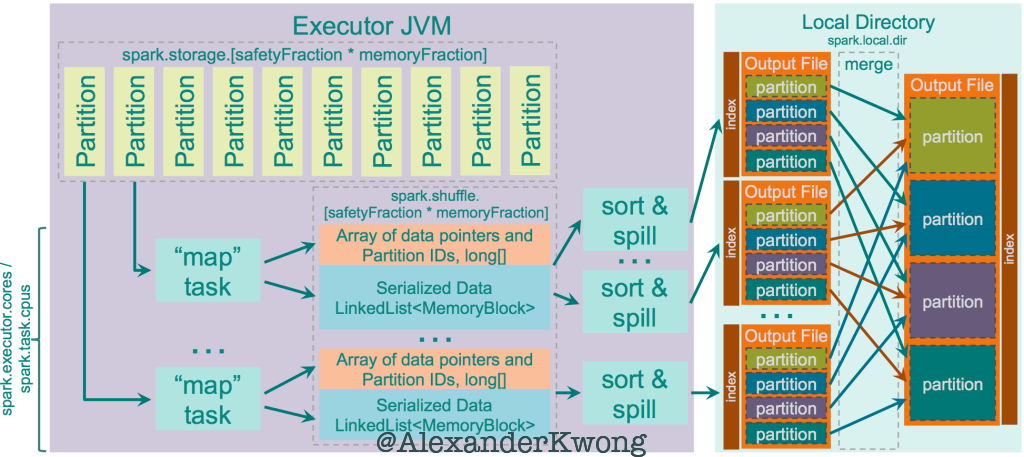 Executor JVM
spark.storage.[safetyFraction * memoryFraction]
Partition
Partition
Partition
Partition
Partition
Partition
Partition
Partition
Partition
Partition
spark.shuffle.
[safetyFraction * memoryFraction]
"map"
task
Array of data pointers and
Partition IDs, long[]
Serialized Data
LinkedList<MemoryBlock>
sort &
spill
...
sort &
spill
...
...
"map"
task
Array of data pointers and
Partition IDs, long[]
Serialized Data
LinkedList<MemoryBlock>
sort &
spill
spark.executor.cores /
spark.task.cpus
Local Directory
spark.local.dir
index
Output File
partition
partition
partition
partition
index
Output File
partition
partition
partition
partition
...
index
Output File
partition
partition
partition
partition
merge
Output File
partition
partition
partition
partition
index
@AlexanderKwong